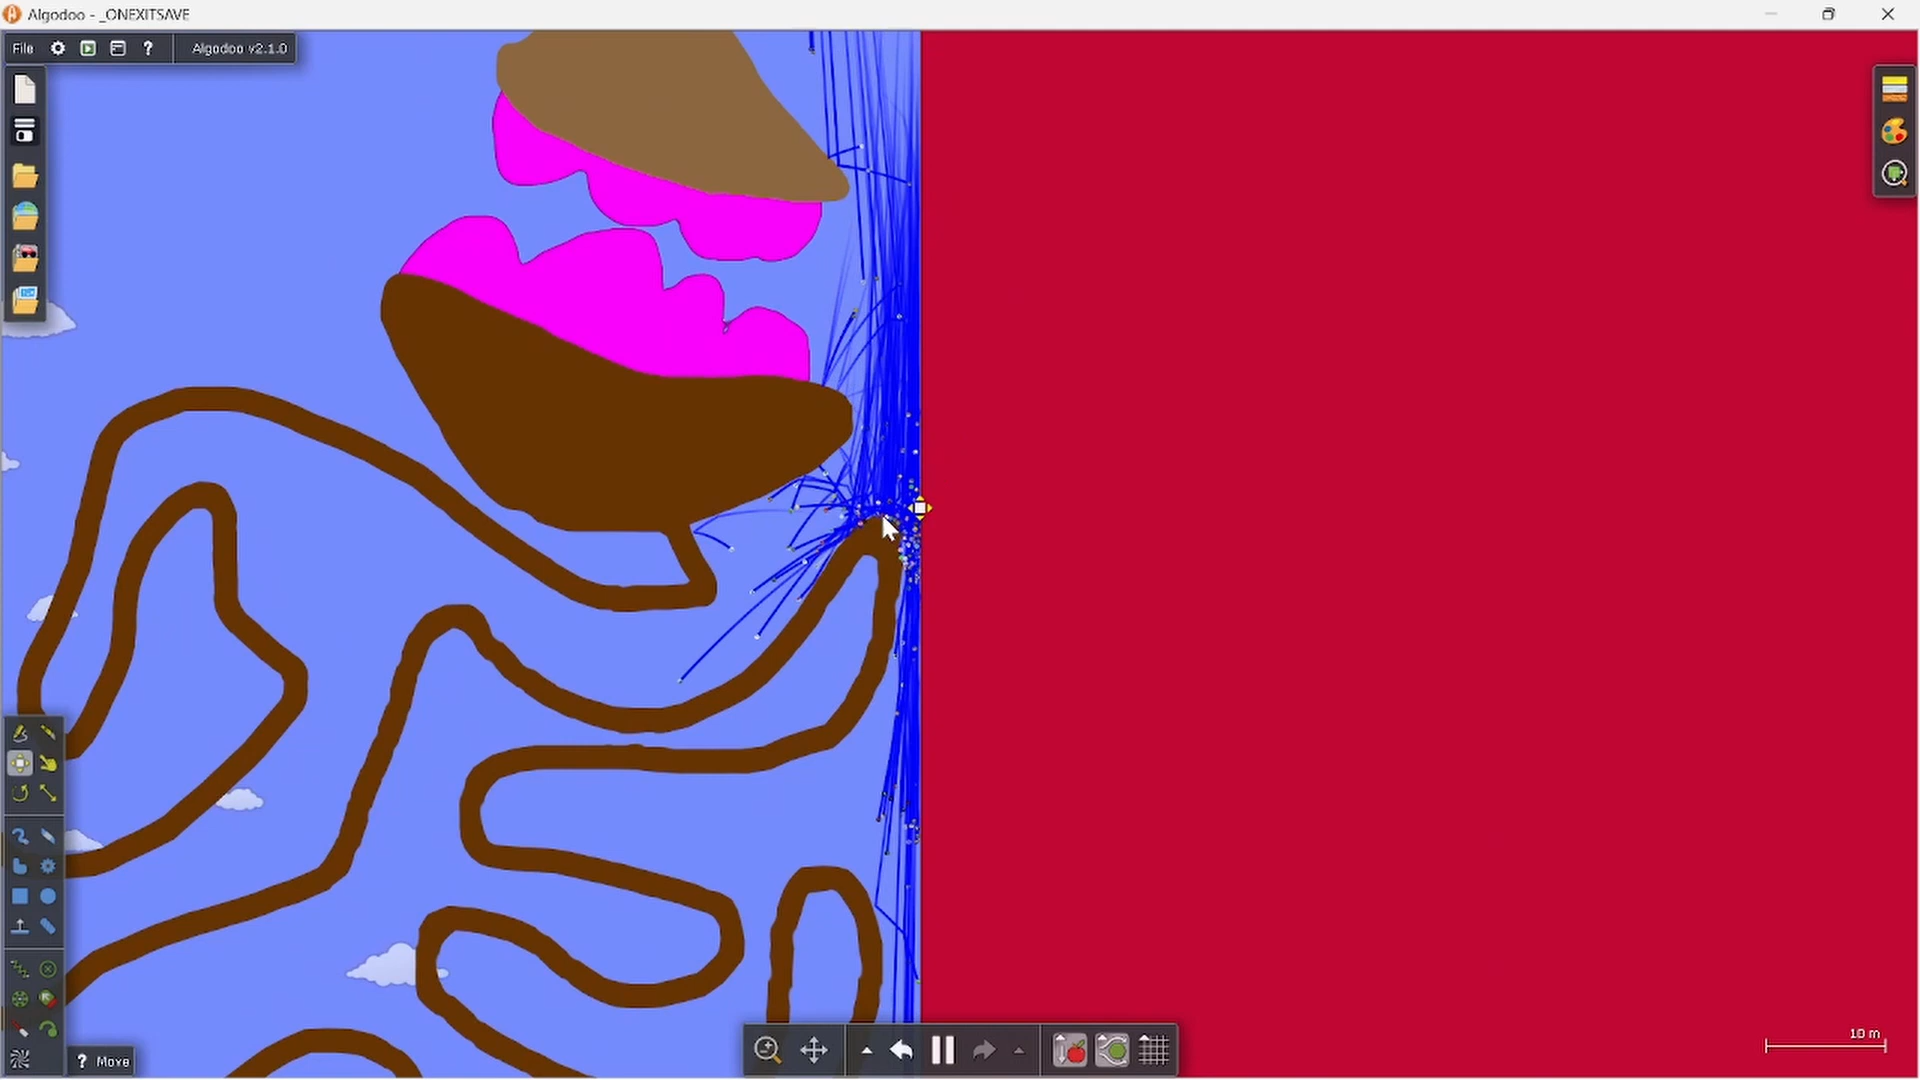 Algodoo - _ONEXITSAVE
File ? Algodoo v2.1.0
10 m
? Move